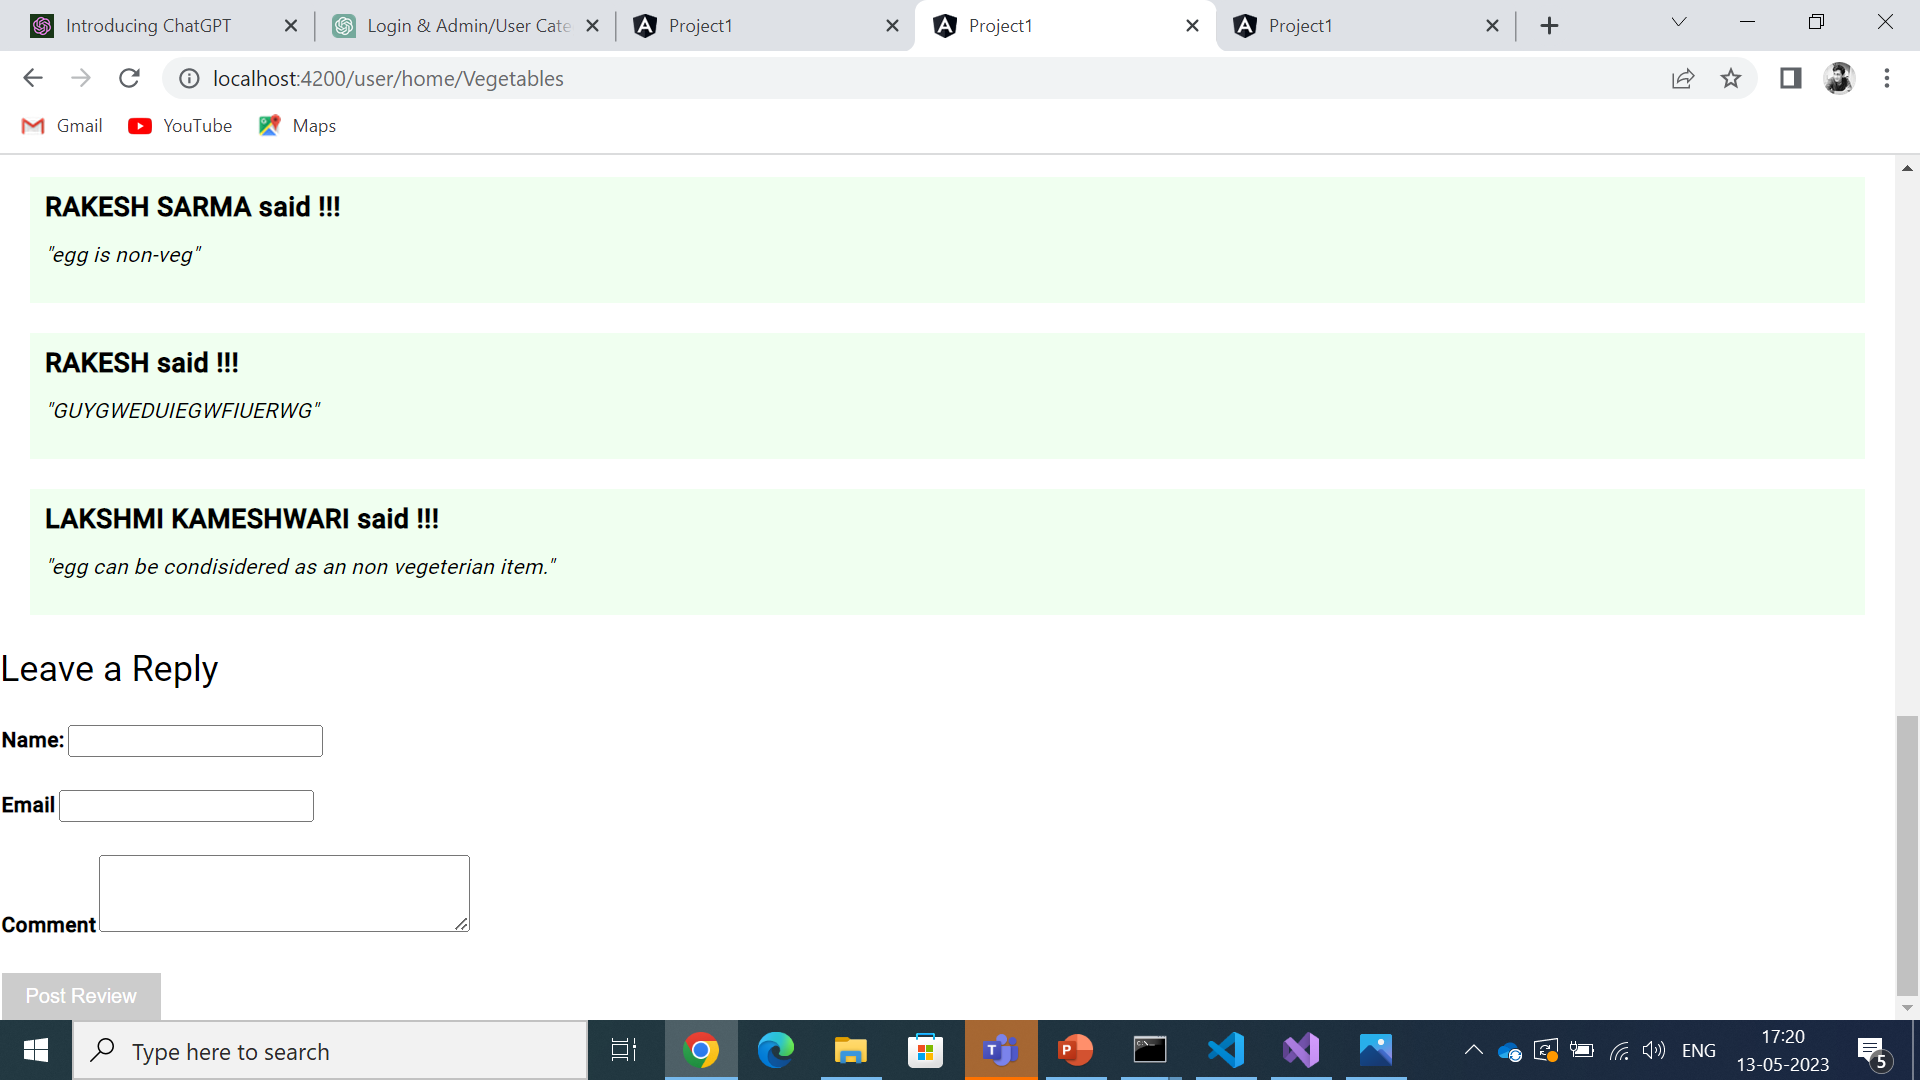 Introducing ChatGPT
Login & Admin/User Cate
Project1
Project1
Project1
localhost:4200/user/home/Vegetables
Gmail
YouTube
Maps
RAKESH SARMA said !!!
"egg is non-veg"
RAKESH said !!!
"GUYGWEDUIEGWFIUERWG"
LAKSHMI KAMESHWARI said !!!
"egg can be condisidered as an non vegeterian item."
Leave a Reply
Name:
Email
Comment
Post Review
Type here to search
ENG
17:20
13-05-2023
5